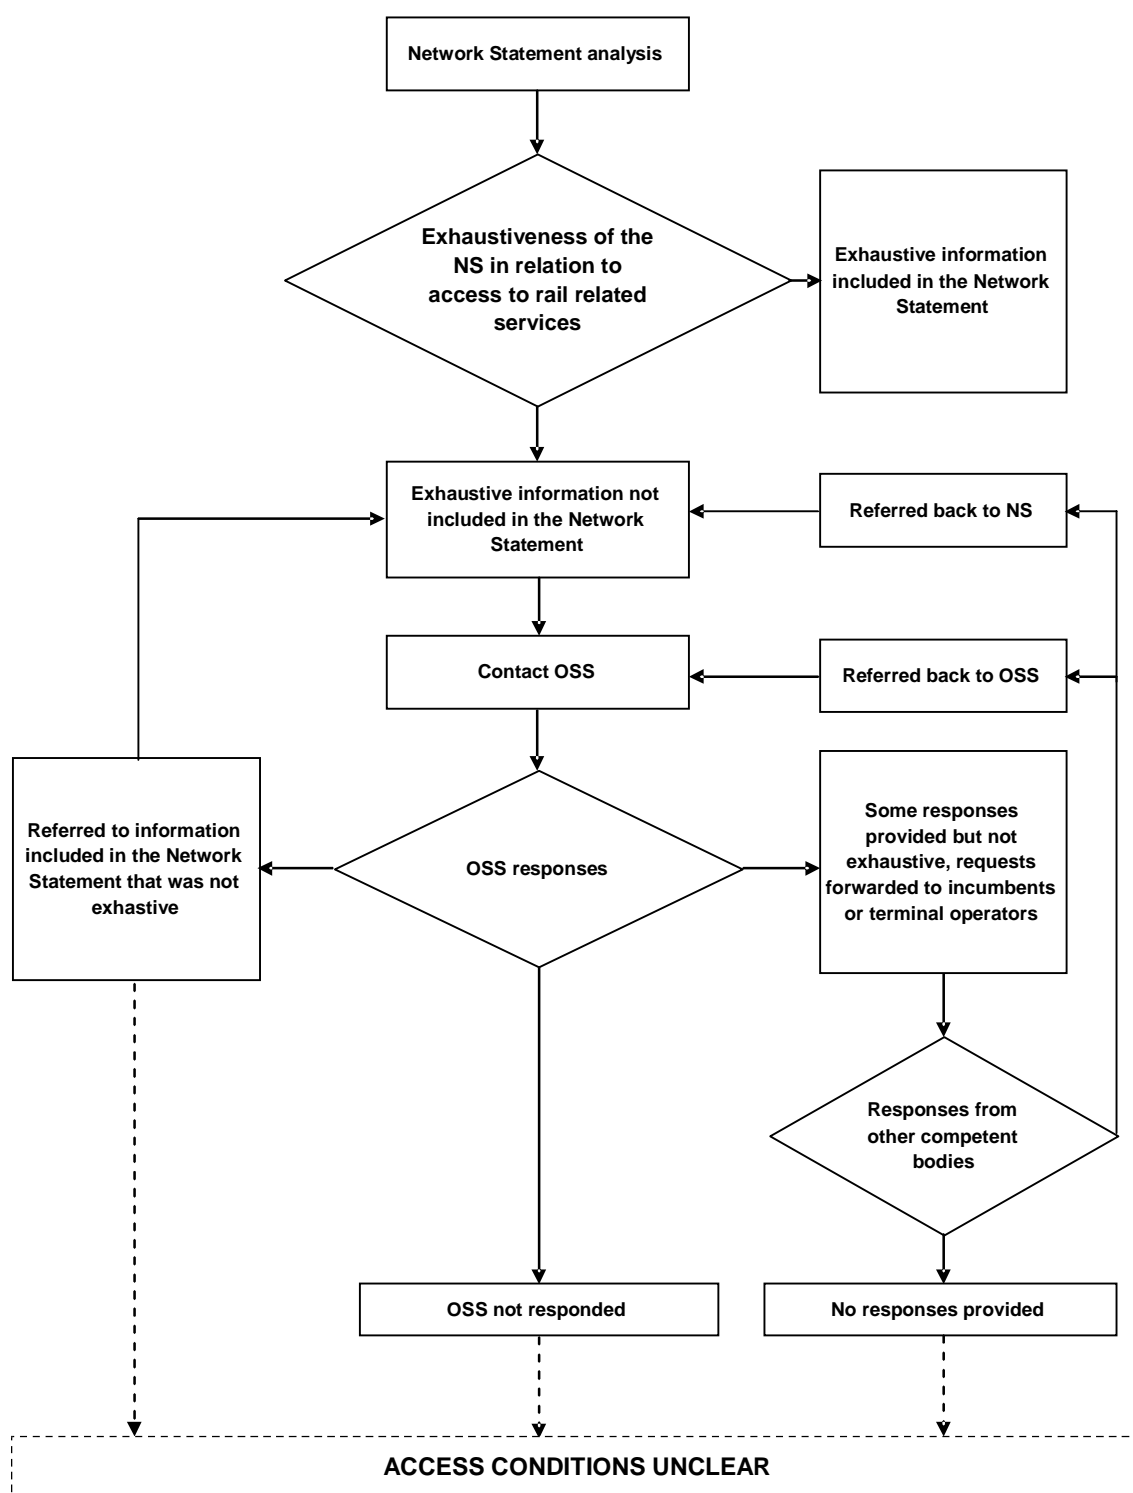 Network Statement analysis
Exhaustiveness of the
NS in relation to
access to rail related
services
Exhaustive information
included in the Network
Statement
Exhaustive information not
included in the Network
Statement
Referred back to NS
Contact OSS
Referred back to OSS
Referred to information
included in the Network
Statement that was not
exhastive
OSS responses
Some responses
provided but not
exhaustive, requests
forwarded to incumbents
or terminal operators
Responses from
other competent
bodies
OSS not responded
No responses provided
ACCESS CONDITIONS UNCLEAR